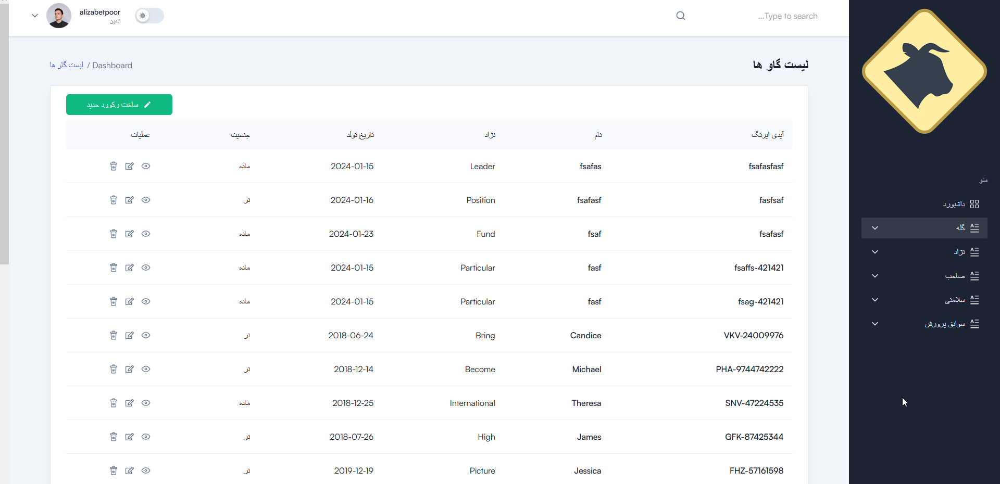 alizabetpoor
ادمین
Type to search...
لیست گاو ها
Dashboard / لیست گاو ها
ساخت رکورد جدید
آیدی ایرتگ نام نژاد تاریخ تولد جنسیت عملیات
fsafasfasf fsafas Leader 2024-01-15 ماده
fasfsaf fsafasf Position 2024-01-16 نر
fsafasf fsaf Fund 2024-01-23 ماده
fsaffs-421421 fasf Particular 2024-01-15 ماده
fsag-421421 fasf Particular 2024-01-15 ماده
VKV-24009976 Candice Bring 2018-06-24 نر
PHA-9744742222 Michael Become 2018-12-14 نر
SNV-47224535 Theresa International 2018-12-25 ماده
GFK-87425344 James High 2018-07-26 نر
FHZ-57161598 Jessica Picture 2019-12-19 نر
منو
داشبورد
گله
نژاد
صاحب
سلامتی
سوابق پرورش